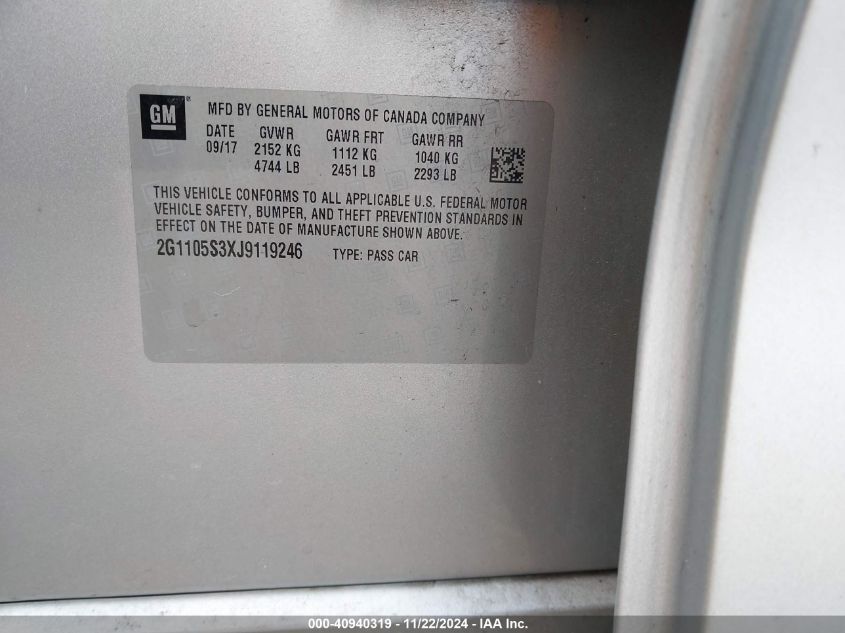 GM
MFD BY GENERAL MOTORS OF CANADA COMPANY
DATE GVWR GAWR FRT GAWR RR
09/17 2152 KG 1112 KG 1040 KG
4744 LB 2451 LB 2293 LB
THIS VEHICLE CONFORMS TO ALL APPLICABLE U.S. FEDERAL MOTOR
VEHICLE SAFETY, BUMPER, AND THEFT PREVENTION STANDARDS IN
EFFECT ON THE DATE OF MANUFACTURE SHOWN ABOVE.
2G1105S3XJ9119246 TYPE: PASS CAR
000-40940319 - 11/22/2024 - IAA Inc.